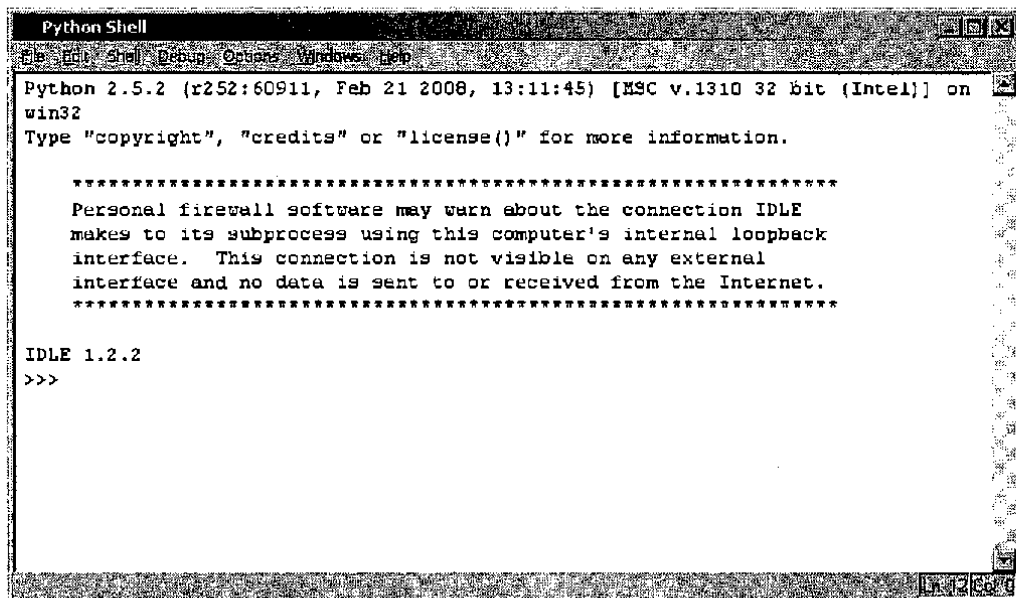 Python Shell
File Edit Shell Debug Options Windows Help
Python 2.5.2 (r252:60911, Feb 21 2008, 13:11:45) [MSC v.1310 32 bit (Intel)] on
win32
Type "copyright", "credits" or "license()" for more information.
****************************************************************
Personal firewall software may warn about the connection IDLE
makes to its subprocess using this computer's internal loopback
interface.  This connection is not visible on any external
interface and no data is sent to or received from the Internet.
****************************************************************
IDLE 1.2.2
>>>